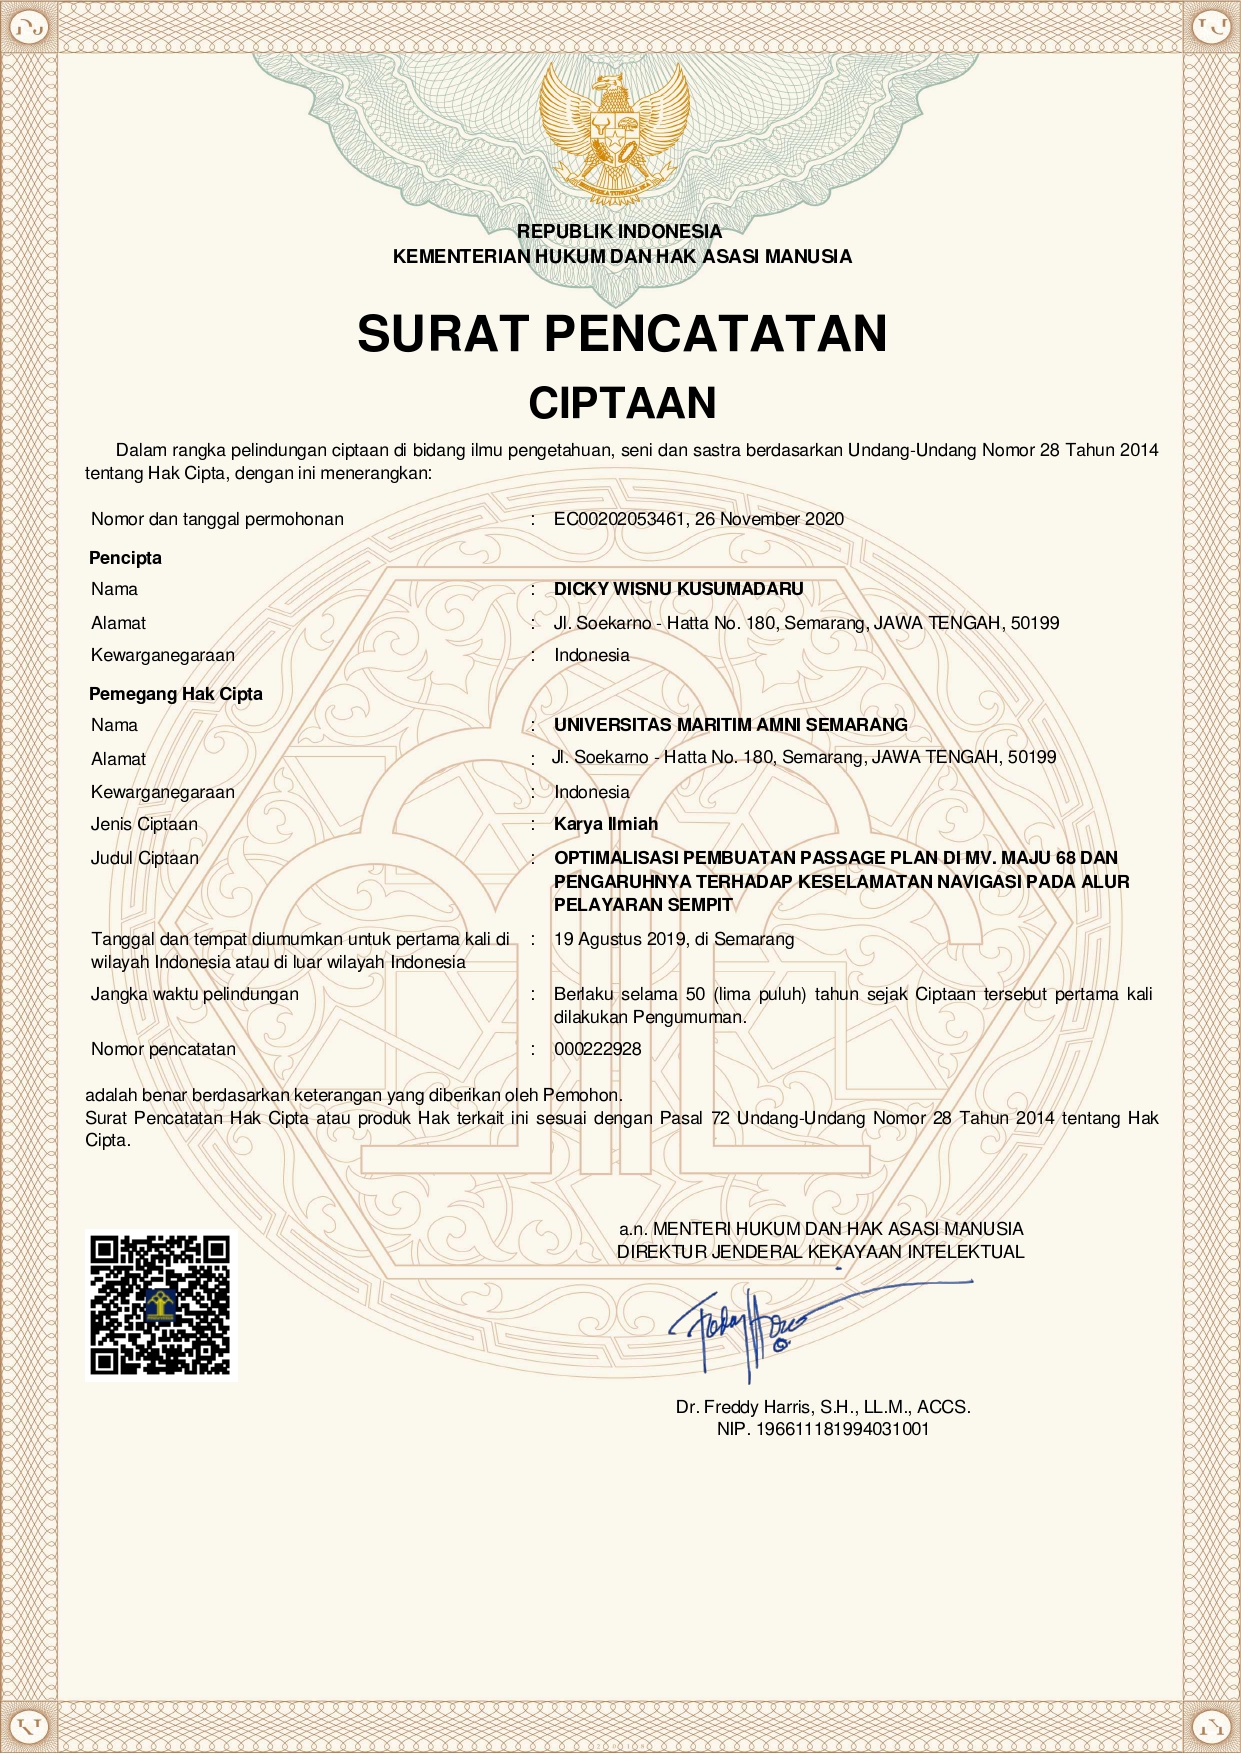 REPUBLIK INDONESIA
KEMENTERIAN HUKUM DAN HAK ASASI MANUSIA
SURAT PENCATATAN
CIPTAAN
Dalam rangka pelindungan ciptaan di bidang ilmu pengetahuan, seni dan sastra berdasarkan Undang-Undang Nomor 28 Tahun 2014
tentang Hak Cipta, dengan ini menerangkan:
Nomor dan tanggal permohonan : EC00202053461, 26 November 2020
Pencipta
Nama : DICKY WISNU KUSUMADARU
Alamat : Jl. Soekarno - Hatta No. 180, Semarang, JAWA TENGAH, 50199
Kewarganegaraan : Indonesia
Pemegang Hak Cipta
Nama : UNIVERSITAS MARITIM AMNI SEMARANG
Alamat : Jl. Soekarno - Hatta No. 180, Semarang, JAWA TENGAH, 50199
Kewarganegaraan : Indonesia
Jenis Ciptaan : Karya Ilmiah
Judul Ciptaan : OPTIMALISASI PEMBUATAN PASSAGE PLAN DI MV. MAJU 68 DAN
PENGARUHNYA TERHADAP KESELAMATAN NAVIGASI PADA ALUR
PELAYARAN SEMPIT
Tanggal dan tempat diumumkan untuk pertama kali di : 19 Agustus 2019, di Semarang
wilayah Indonesia atau di luar wilayah Indonesia
Jangka waktu pelindungan : Berlaku selama 50 (lima puluh) tahun sejak Ciptaan tersebut pertama kali
dilakukan Pengumuman.
Nomor pencatatan : 000222928
adalah benar berdasarkan keterangan yang diberikan oleh Pemohon.
Surat Pencatatan Hak Cipta atau produk Hak terkait ini sesuai dengan Pasal 72 Undang-Undang Nomor 28 Tahun 2014 tentang Hak
Cipta.
a.n. MENTERI HUKUM DAN HAK ASASI MANUSIA
DIREKTUR JENDERAL KEKAYAAN INTELEKTUAL
Dr. Freddy Harris, S.H., LL.M., ACCS.
NIP. 196611181994031001